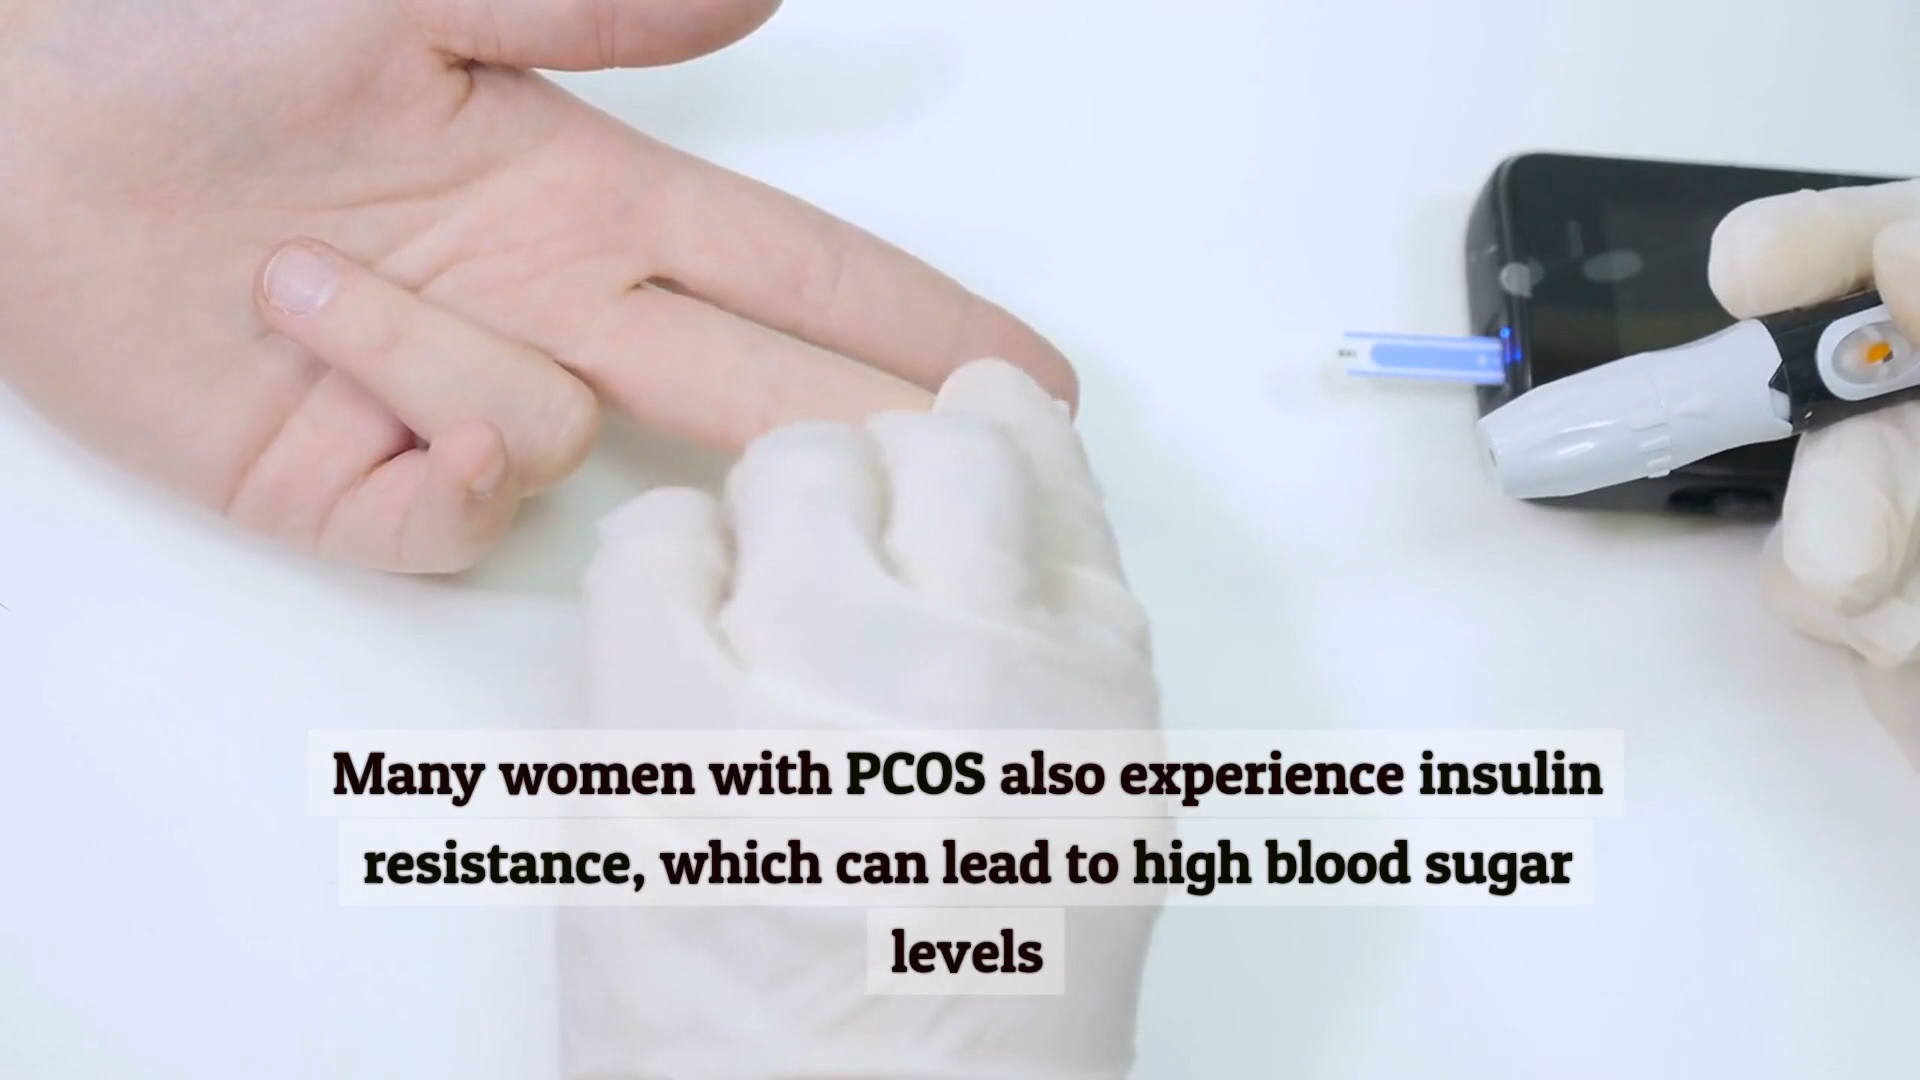 Many women with PCOS also experience insulin
resistance, which can lead to high blood sugar
levels